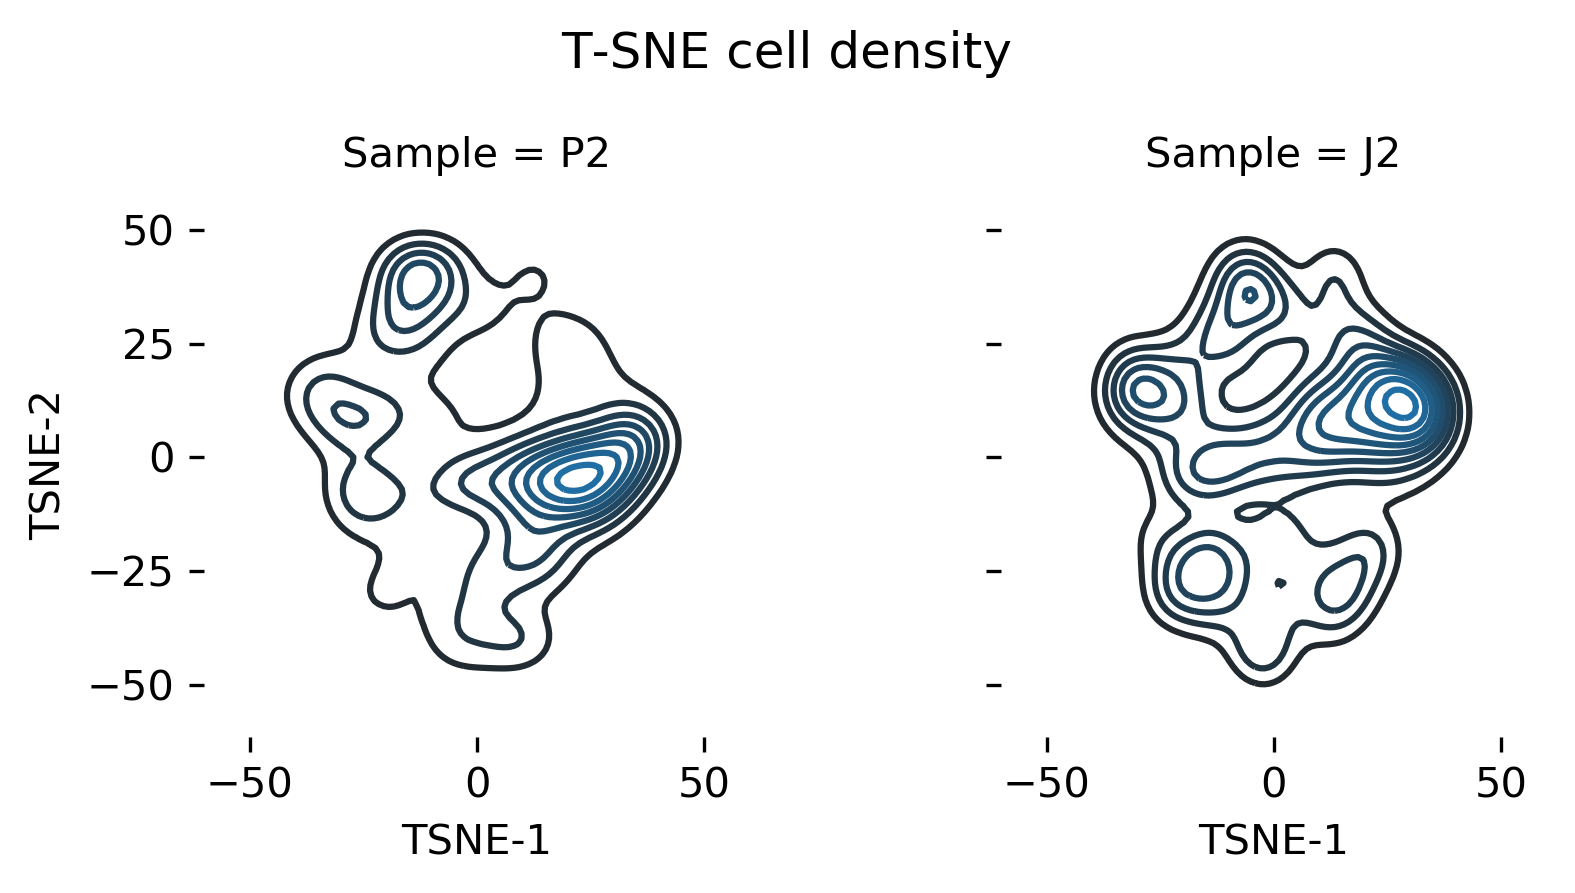 T-SNE cell density
Sample = P2
Sample = J2
50
25
0
−25
−50
TSNE-2
−50 0 50
−50 0 50
TSNE-1
TSNE-1